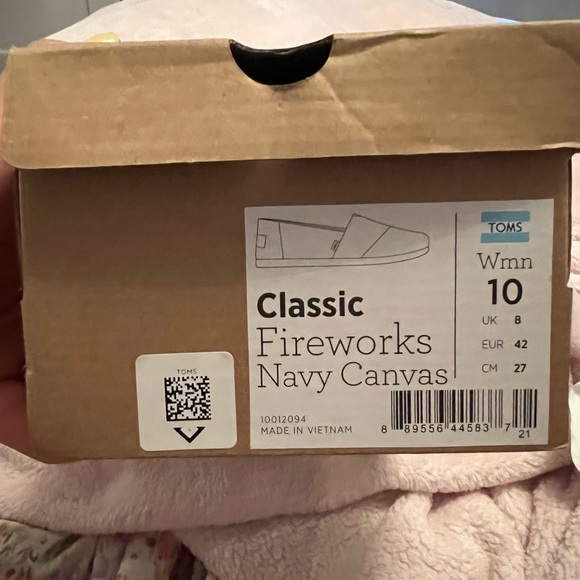 TOMS
Wmn
10
UK 8
EUR 42
CM 27
Classic
Fireworks
Navy Canvas
10012094
MADE IN VIETNAM
8 89556 44583 7
21
TOMS